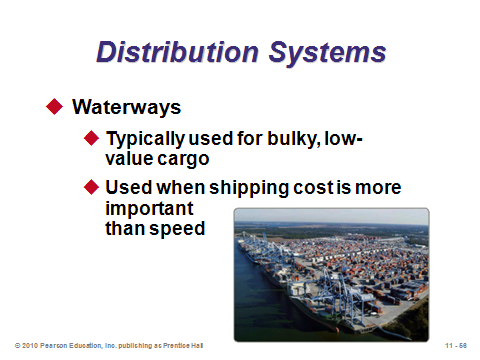 Distribution Systems
Waterways
Typically used for bulky, low-
value cargo
Used when shipping cost is more
important
than speed
© 2010 Pearson Education, Inc. publishing as Prentice Hall
11 - 56